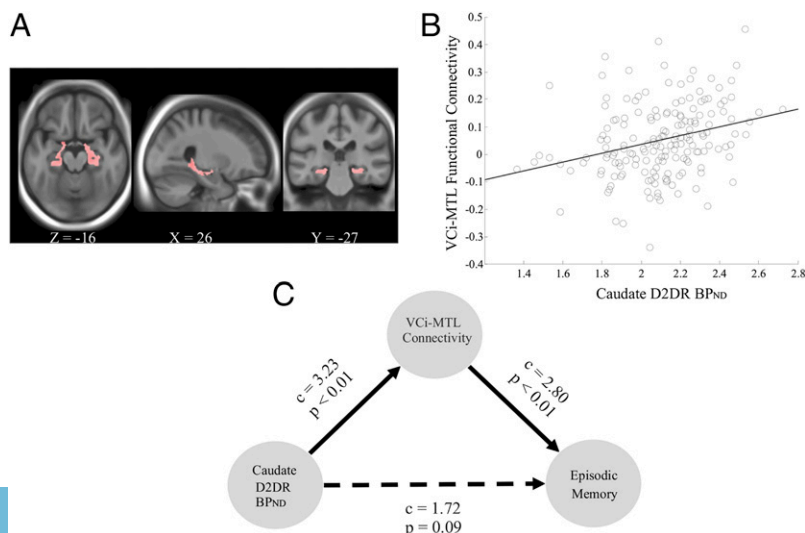 A
Z = -16
X = 26
Y = -27
B
VCi-MTL Functional Connectivity
0.5
0.4
0.3
0.2
0.1
0
-0.1
-0.2
-0.3
-0.4
1.4
1.6
1.8
2
2.2
2.4
2.6
2.8
Caudate D2DR BPND
C
VCi-MTL
Connectivity
c = 3.23
p < 0.01
c = 2.80
p < 0.01
Caudate
D2DR
BPND
Episodic
Memory
c = 1.72
p = 0.09